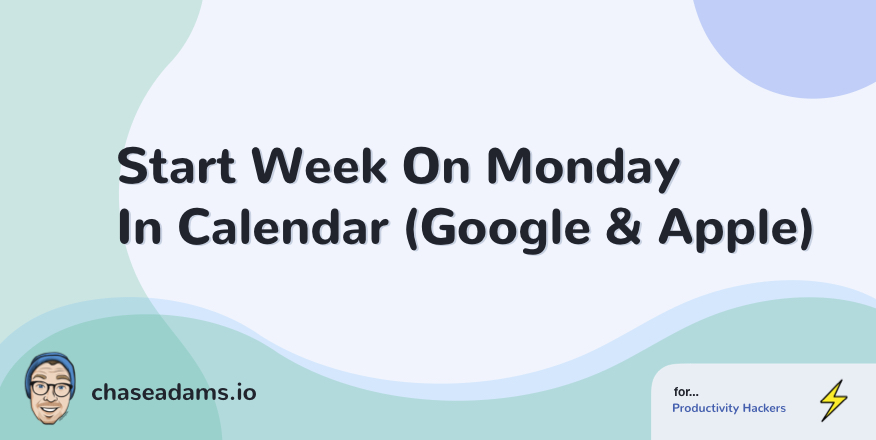 Start Week On Monday
In Calendar (Google & Apple)
chaseadams.io
for...
Productivity Hackers